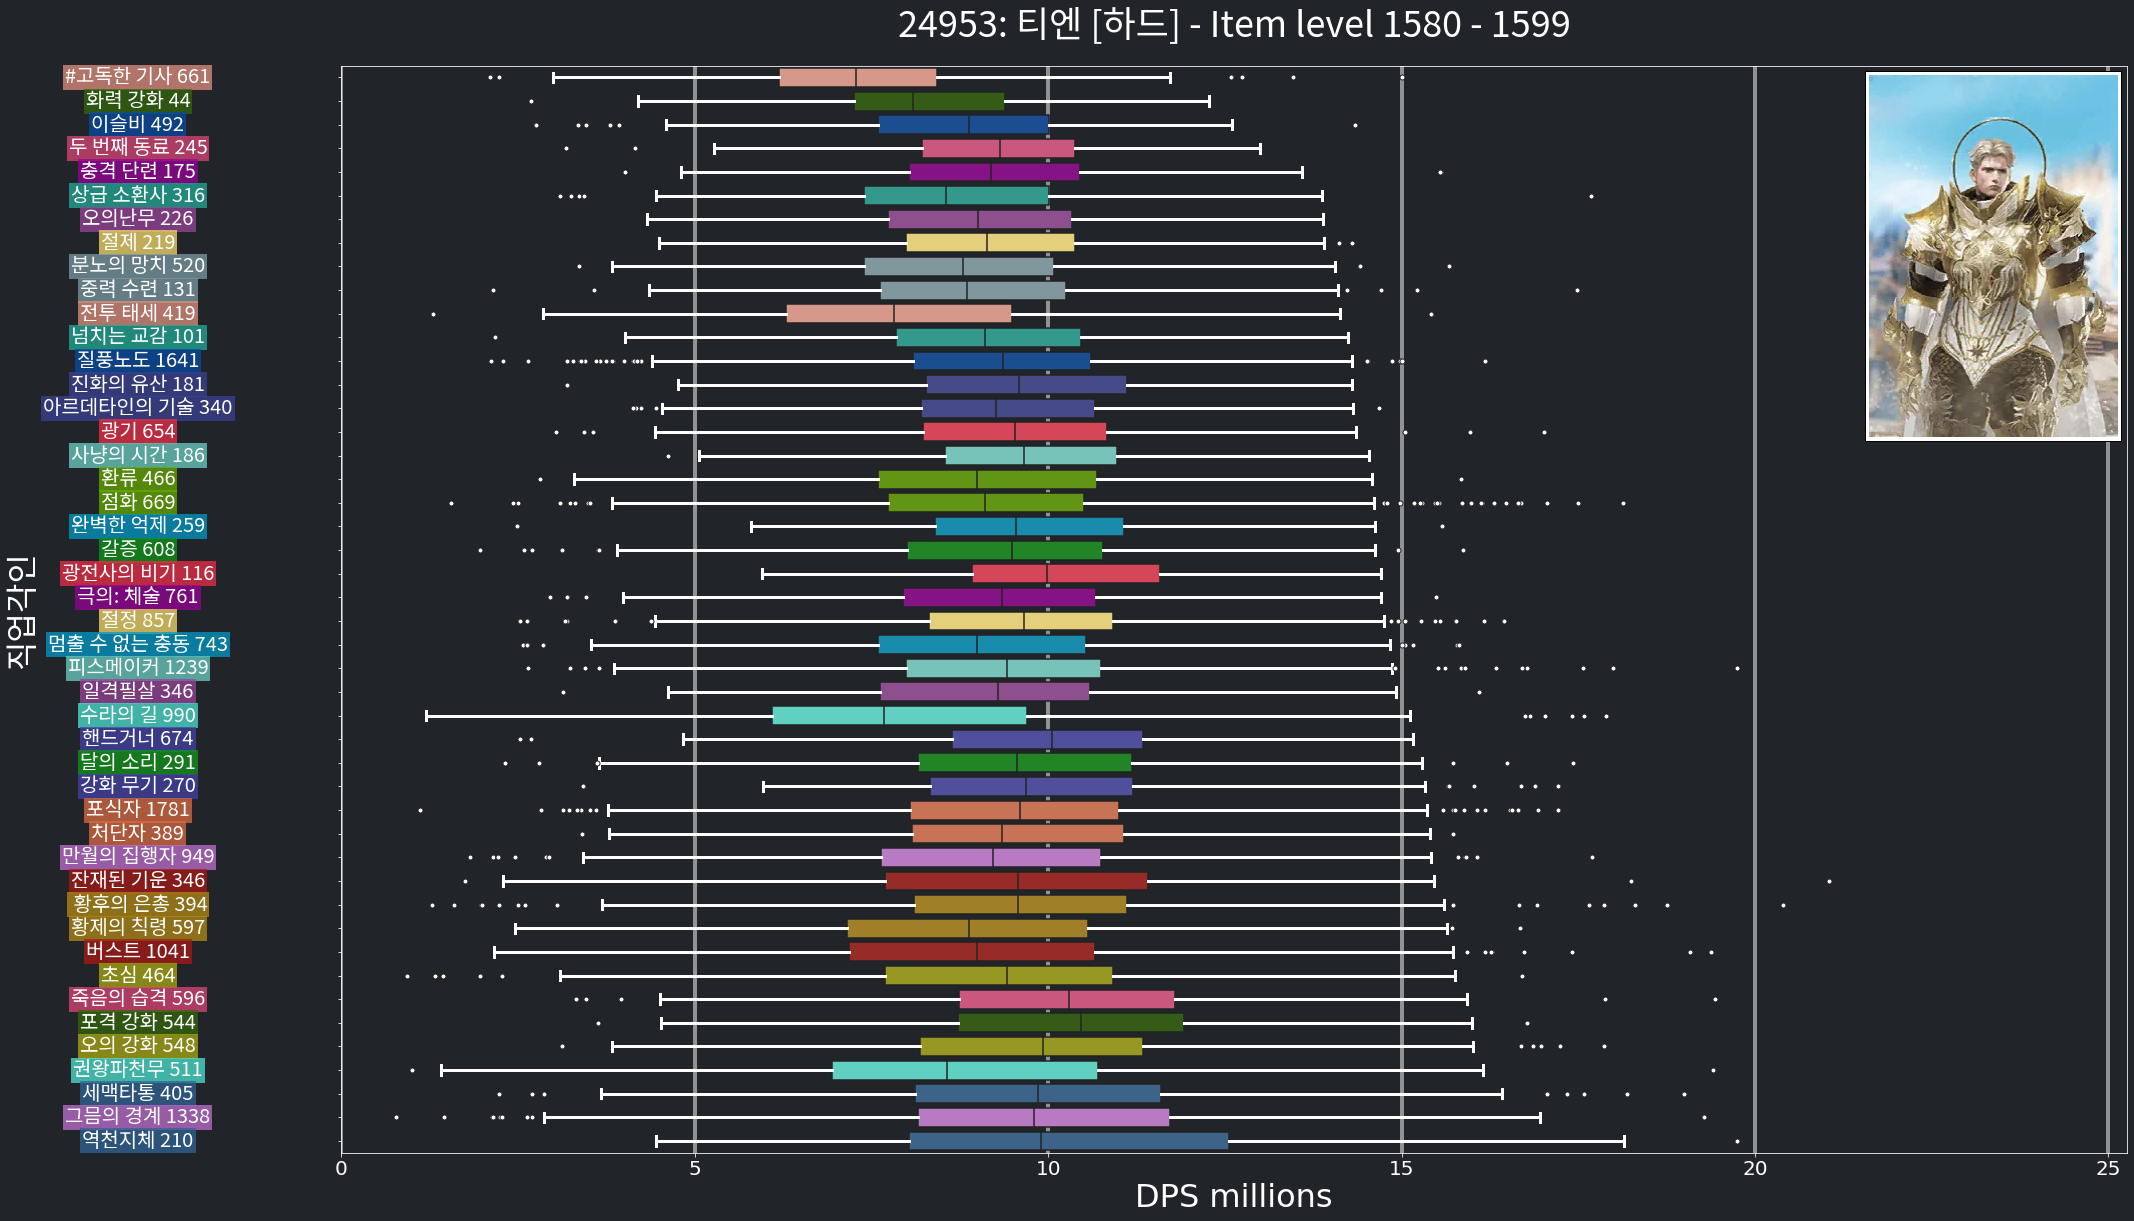 24953: 티엔 [하드] - Item level 1580 - 1599
#고독한 기사 661
화력 강화 44
이슬비 492
두 번째 동료 245
충격 단련 175
상급 소환사 316
오의난무 226
절제 219
분노의 망치 520
중력 수련 131
전투 태세 419
넘치는 교감 101
질풍노도 1641
진화의 유산 181
아르데타인의 기술 340
광기 654
사냥의 시간 186
환류 466
점화 669
완벽한 억제 259
갈증 608
광전사의 비기 116
극의: 체술 761
절정 857
멈출 수 없는 충동 743
피스메이커 1239
일격필살 346
수라의 길 990
핸드거너 674
달의 소리 291
강화 무기 270
포식자 1781
처단자 389
만월의 집행자 949
잔재된 기운 346
황후의 은총 394
황제의 칙령 597
버스트 1041
초심 464
죽음의 습격 596
포격 강화 544
오의 강화 548
권왕파천무 511
세맥타통 405
그믐의 경계 1338
역천지체 210
직업각인
0 5 10 15 20 25
DPS millions